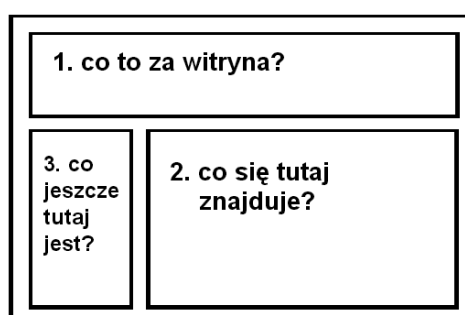 1. co to za witryna?
3. co
jeszcze
tutaj
jest?
2. co się tutaj
znajduje?